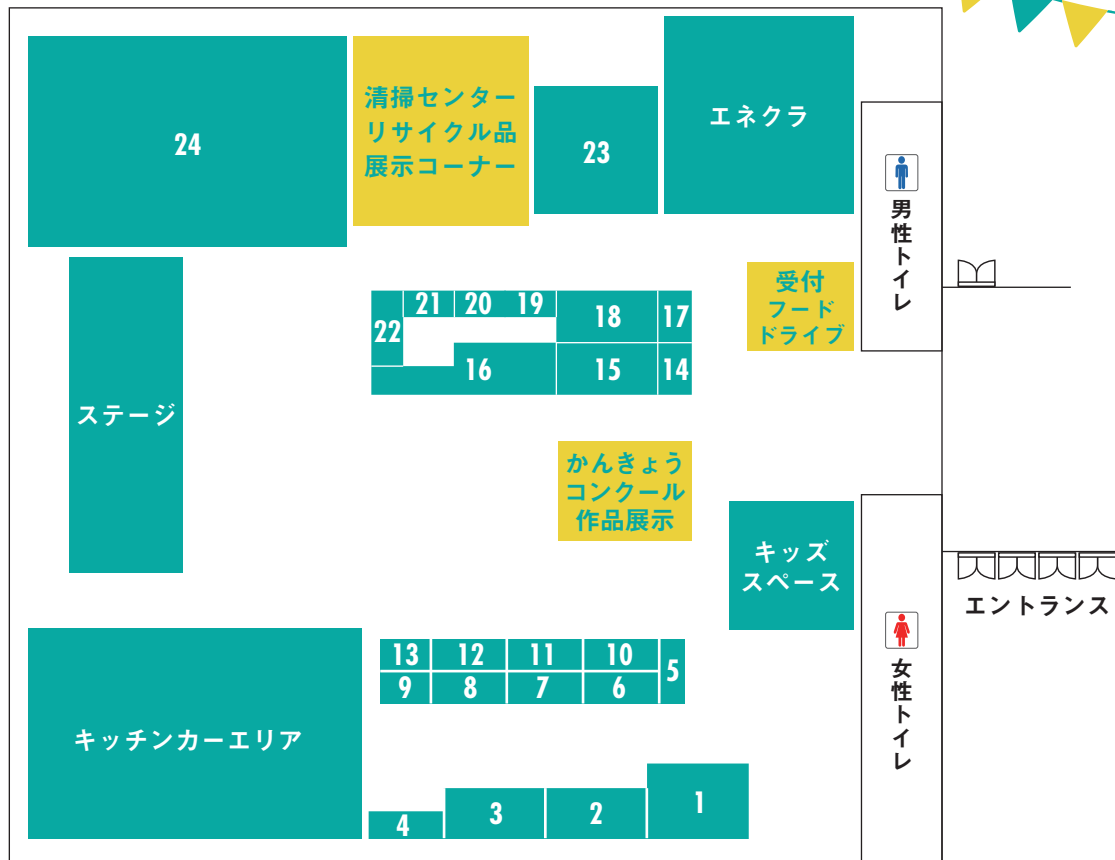 24
清掃センター
リサイクル品
展示コーナー
23
エネクラ
男性トイレ
受付
フード
ドライブ
22
21
20
19
18
17
16
15
14
ステージ
かんきょう
コンクール
作品展示
キッズ
スペース
エントランス
女性トイレ
13
12
11
10
5
9
8
7
6
キッチンカーエリア
4
3
2
1